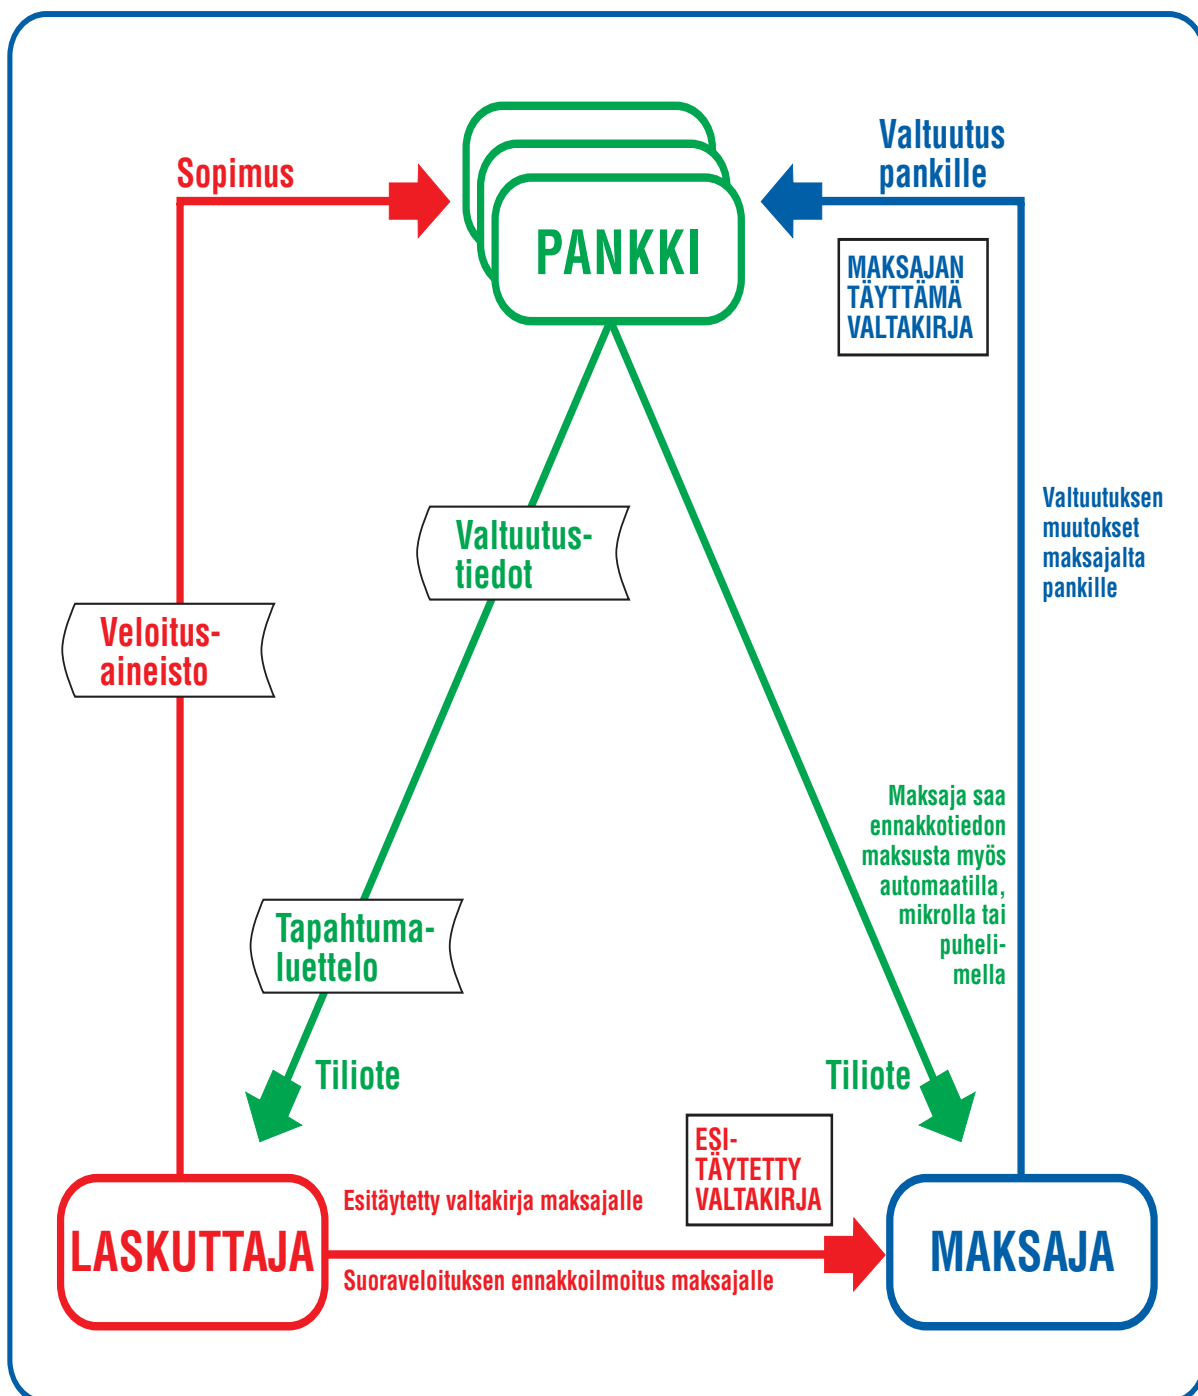 Sopimus
PANKKI
Valtuutus
pankille
MAKSAJAN
TÄYTTÄMÄ
VALTAKIRJA
Valtuutus-
tiedot
Valtuutuksen
muutokset
maksajalta
pankille
Veloitus-
aineisto
Maksaja saa
ennakkotiedon
maksusta myös
automaatilla,
mikrolla tai
puheli-
mella
Tapahtuma-
luettelo
Tiliote
Tiliote
ESI-
TÄYTETTY
VALTAKIRJA
Esitäytetty valtakirja maksajalle
LASKUTTAJA
MAKSAJA
Suoraveloituksen ennakkoilmoitus maksajalle